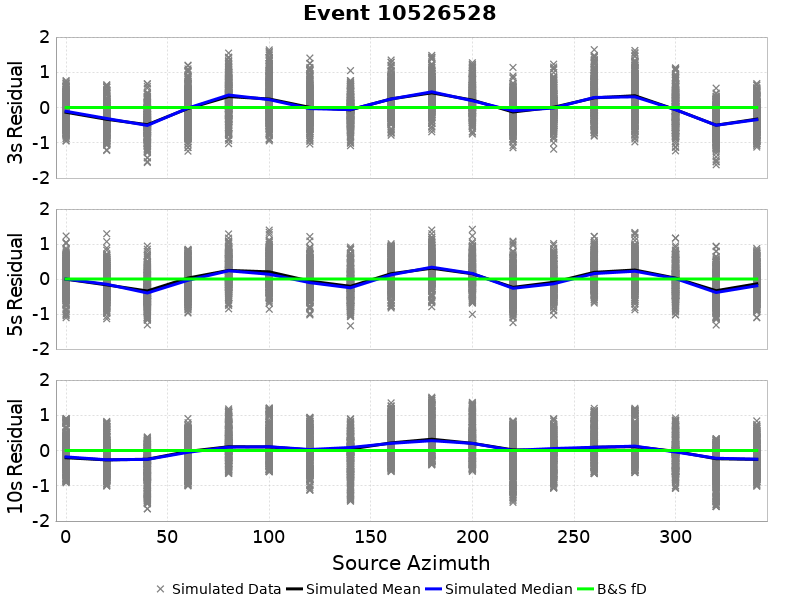 Event 10526528
3s Residual
2
1
0
-1
-2
5s Residual
2
1
0
-1
-2
10s Residual
2
1
0
-1
-2
0 50 100 150 200 250 300
Source Azimuth
Simulated Data Simulated Mean Simulated Median B&S fD